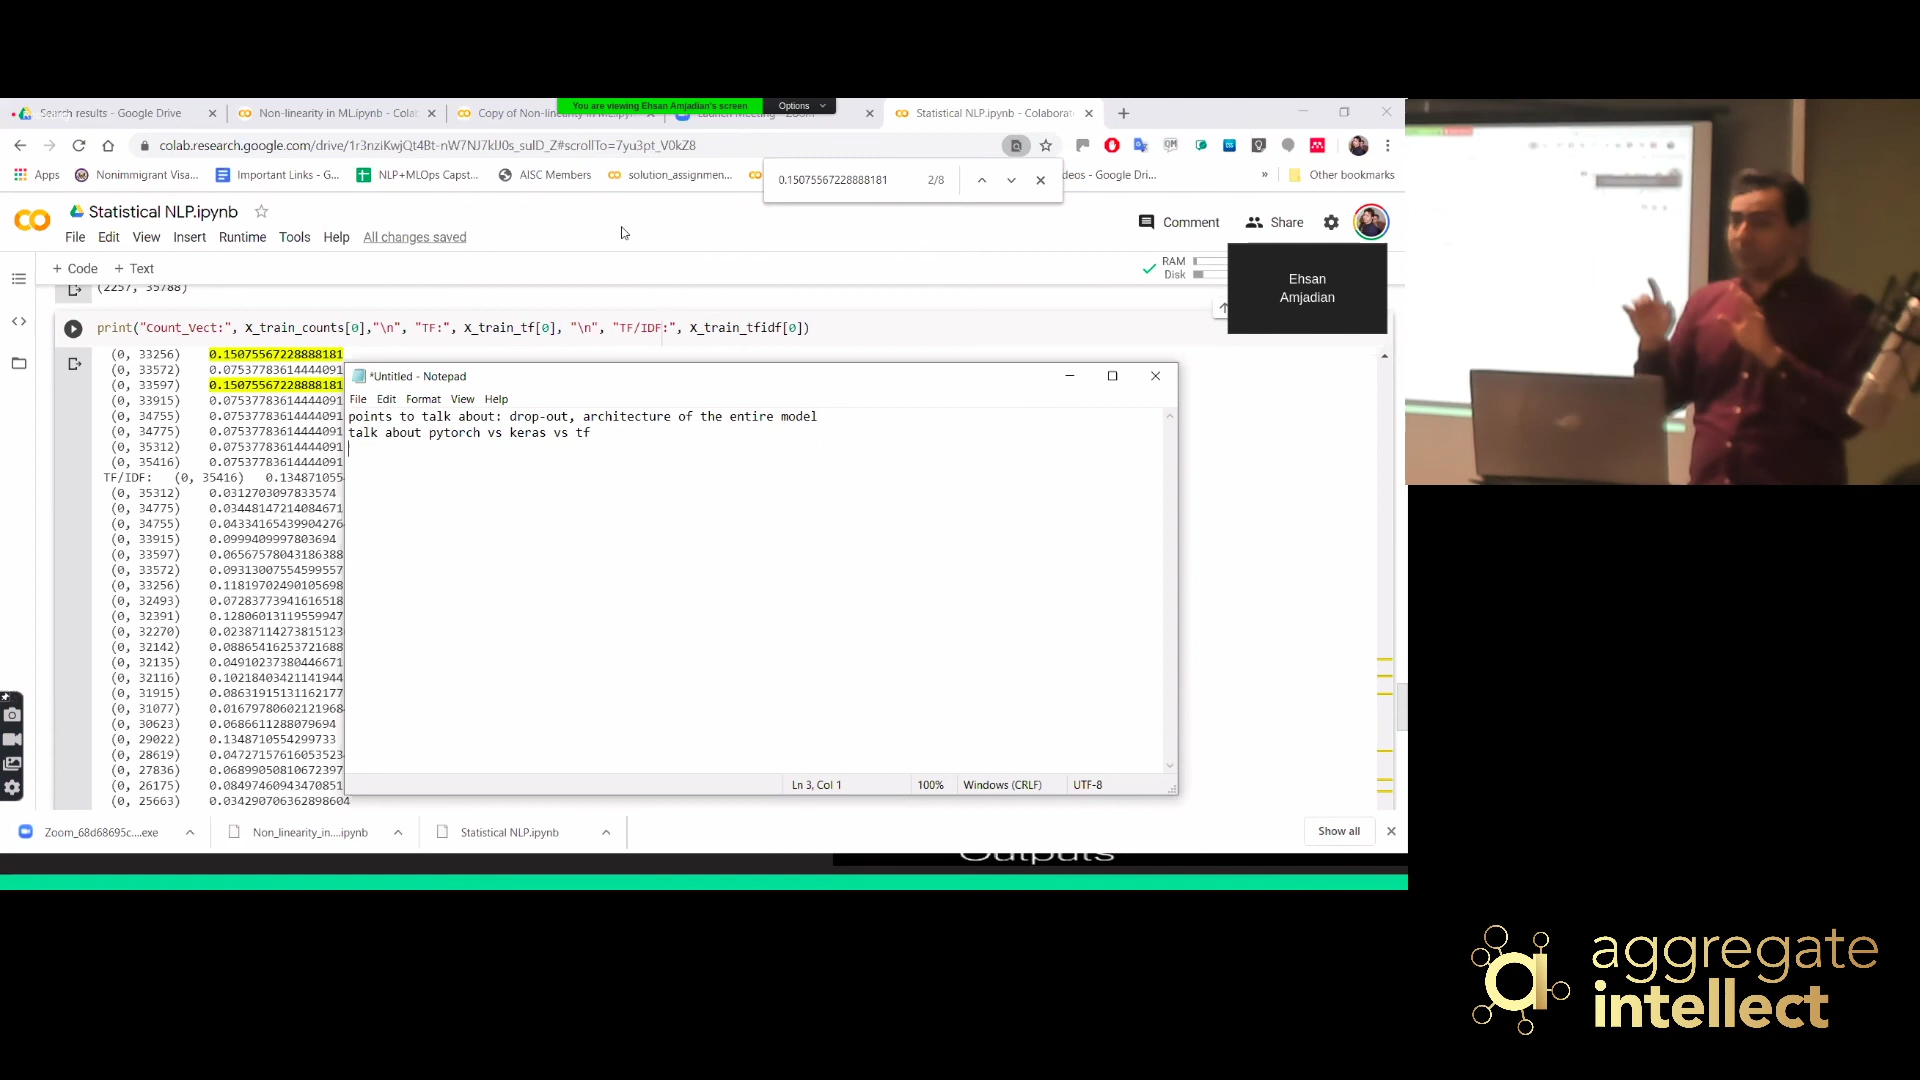 Search results - Google Drive
Non-linearity in ML.ipynb - Colab
Copy of Non-linearity in ML.ipy
You are viewing Ehsan Amjadian's screen
Options
Launch Meeting - Zoom
Statistical NLP.ipynb - Colaborato
colab.research.google.com/drive/1r3nziKwjQt4Bt-nW7NJ7klJ0s_sulD_Z#scrollTo=7yu3pt_V0kZ8
Apps
Nonimmigrant Visa...
Important Links - G...
NLP+MLOps Capst...
AISC Members
solution_assignmen...
0.15075567228888181
2/8
deos - Google Dri...
»
Other bookmarks
Statistical NLP.ipynb
Comment
Share
File Edit View Insert Runtime Tools Help All changes saved
+ Code + Text
RAM
Disk
Ehsan
Amjadian
(2257, 35788)
print("Count_Vect:", X_train_counts[0],"\n", "TF:", X_train_tf[0], "\n", "TF/IDF:", X_train_tfidf[0])
(0, 33256) 0.15075567228888181
(0, 33572) 0.07537783614444091
(0, 33597) 0.15075567228888181
(0, 33915) 0.07537783614444091
(0, 34755) 0.07537783614444091
(0, 34775) 0.07537783614444091
(0, 35312) 0.07537783614444091
(0, 35416) 0.07537783614444091
TF/IDF: (0, 35416) 0.134871055
(0, 35312) 0.0312703097833574
(0, 34775) 0.03448147214084671
(0, 34755) 0.04334165439904276
(0, 33915) 0.0999409997803694
(0, 33597) 0.06567578043186388
(0, 33572) 0.09313007554599557
(0, 33256) 0.11819702490105698
(0, 32493) 0.07283773941616518
(0, 32391) 0.12806013119559947
(0, 32270) 0.02387114273815123
(0, 32142) 0.08865416253721688
(0, 32135) 0.04910237380446671
(0, 32116) 0.10218403421141944
(0, 31915) 0.08631915131162177
(0, 31077) 0.01679780602121968
(0, 30623) 0.0686611288079694
(0, 29022) 0.1348710554299733
(0, 28619) 0.04727157616053523
(0, 27836) 0.06899050810672397
(0, 26175) 0.08497460943470851
(0, 25663) 0.034290706362898604
*Untitled - Notepad
File Edit Format View Help
points to talk about: drop-out, architecture of the entire model
talk about pytorch vs keras vs tf
Ln 3, Col 1
100%
Windows (CRLF)
UTF-8
Zoom_68d68695c....exe
Non_linearity_in....ipynb
Statistical NLP.ipynb
Show all
Outputs
aggregate
intellect